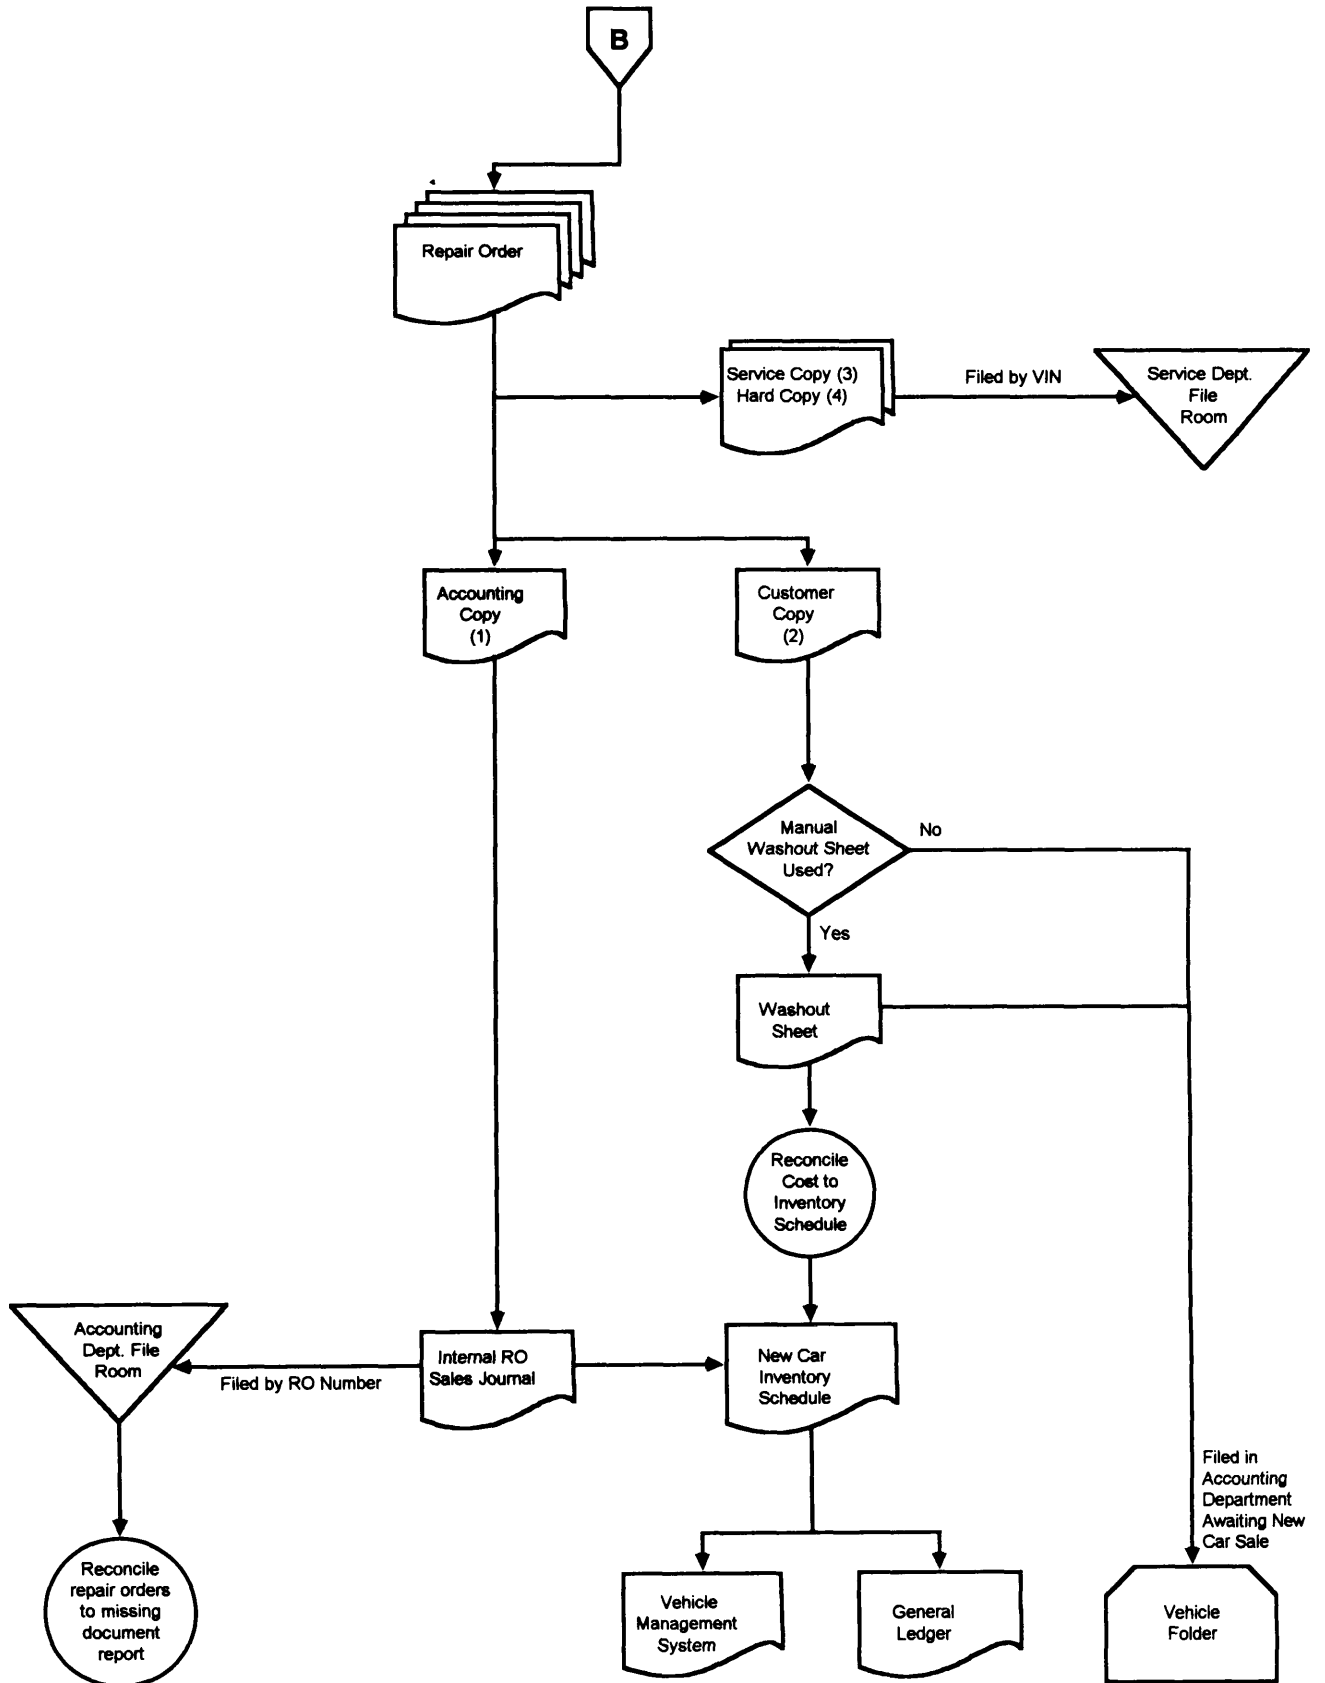 B
Repair Order
Service Copy (3)
Hard Copy (4)
Filed by VIN
Service Dept.
File
Room
Accounting
Copy
(1)
Customer
Copy
(2)
Manual
Washout Sheet
Used?
No
Yes
Washout
Sheet
Reconcile
Cost to
Inventory
Schedule
Accounting
Dept. File
Room
Filed by RO Number
Internal RO
Sales Journal
New Car
Inventory
Schedule
Filed in
Accounting
Department
Awaiting New
Car Sale
Reconcile
repair orders
to missing
document
report
Vehicle
Management
System
General
Ledger
Vehicle
Folder